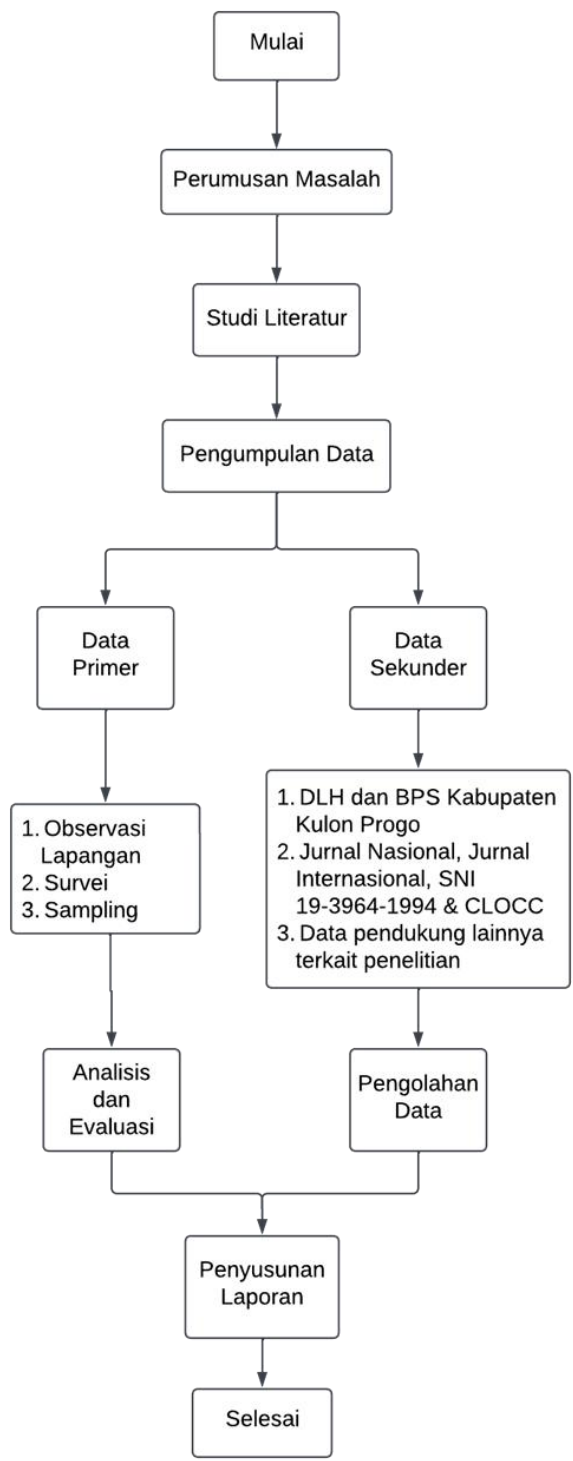 Mulai
Perumusan Masalah
Studi Literatur
Pengumpulan Data
Data
Primer
Data
Sekunder
1. Observasi
Lapangan
2. Survei
3. Sampling
1. DLH dan BPS Kabupaten
Kulon Progo
2. Jurnal Nasional, Jurnal
Internasional, SNI
19-3964-1994 & CLOCC
3. Data pendukung lainnya
terkait penelitian
Analisis
dan
Evaluasi
Pengolahan
Data
Penyusunan
Laporan
Selesai